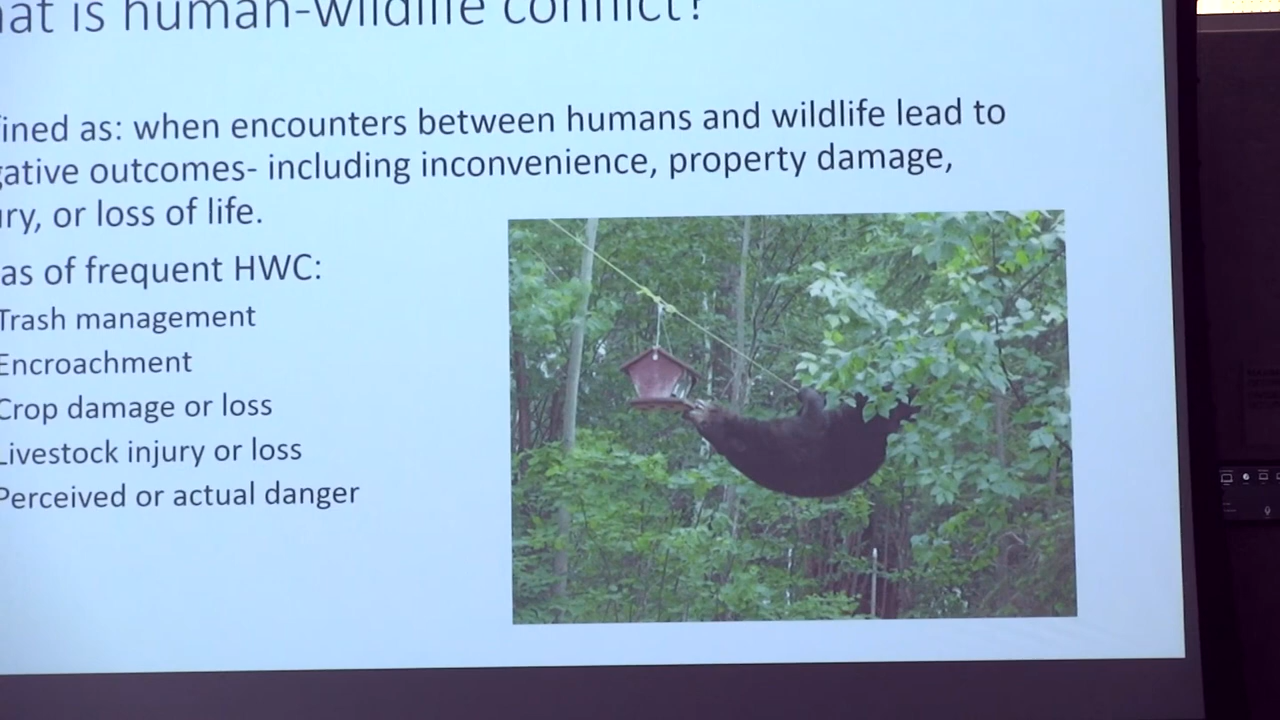 at is human-wildlife conflict?
ined as: when encounters between humans and wildlife lead to
gative outcomes- including inconvenience, property damage,
ury, or loss of life.
as of frequent HWC:
Trash management
Encroachment
Crop damage or loss
Livestock injury or loss
Perceived or actual danger